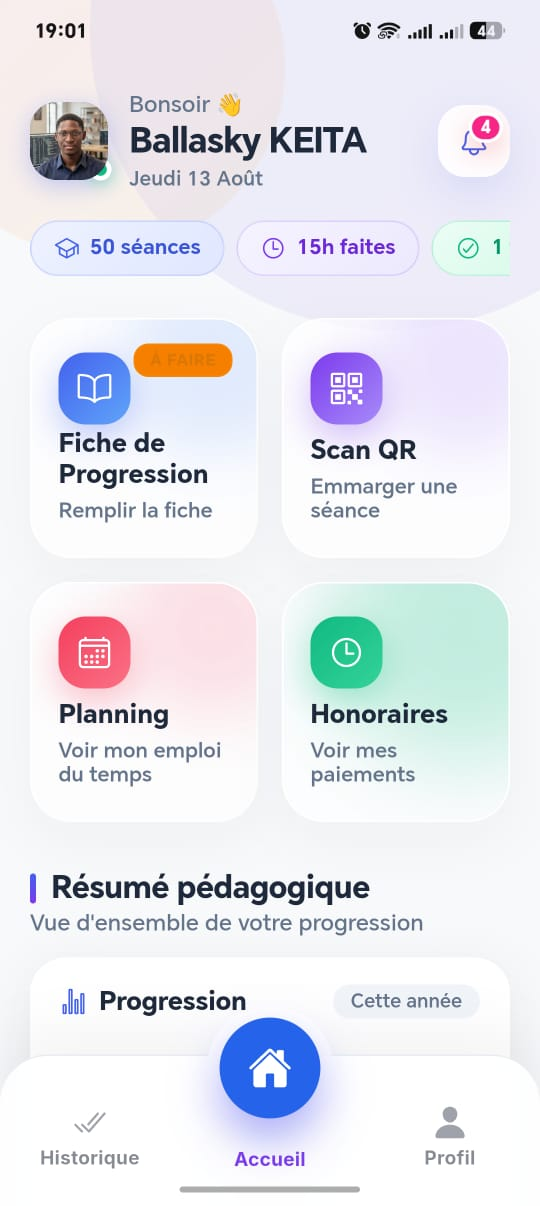 19:01
44
Bonsoir 👋
Ballasky KEITA
Jeudi 13 Août
4
50 séances
15h faites
1
À FAIRE
Fiche de
Progression
Remplir la fiche
Scan QR
Emmarger une
séance
Planning
Voir mon emploi
du temps
Honoraires
Voir mes
paiements
Résumé pédagogique
Vue d'ensemble de votre progression
Progression
Cette année
Historique
Accueil
Profil